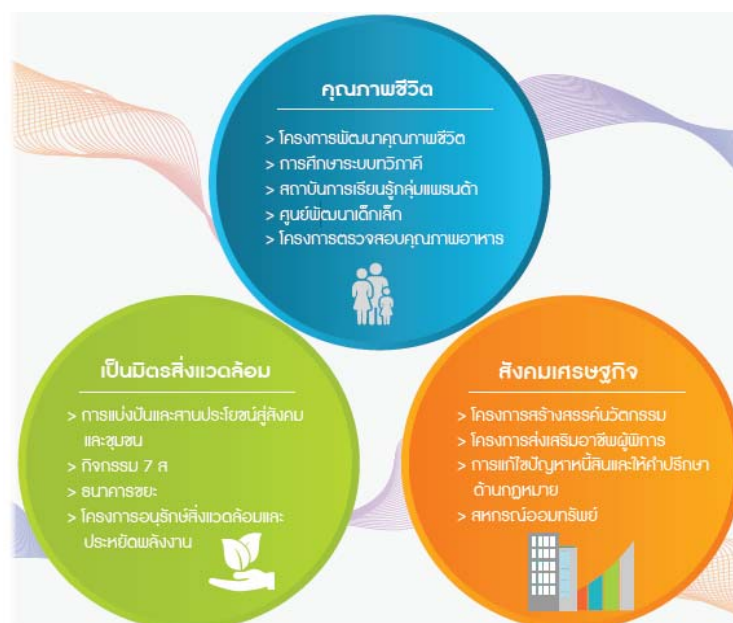 คุณภาพชีวิต
> โครงการพัฒนาคุณภาพชีวิต
> การศึกษาระบบทวิภาคี
> สถาบันการเรียนรู้กลุ่มแพรนด้า
> ศูนย์พัฒนาเด็กเล็ก
> โครงการตรวจสอบคุณภาพอาหาร
เป็นมิตรสิ่งแวดล้อม
> การแบ่งปันและสานประโยชน์สู่สังคม
และชุมชน
> กิจกรรม 7 ส
> ธนาคารขยะ
> โครงการอนุรักษ์สิ่งแวดล้อมและ
ประหยัดพลังงาน
สังคมเศรษฐกิจ
> โครงการสร้างสรรค์นวัตกรรม
> โครงการส่งเสริมอาชีพผู้พิการ
> การแก้ไขปัญหาหนี้สินและให้คำปรึกษา
ด้านกฎหมาย
> สหกรณ์ออมทรัพย์